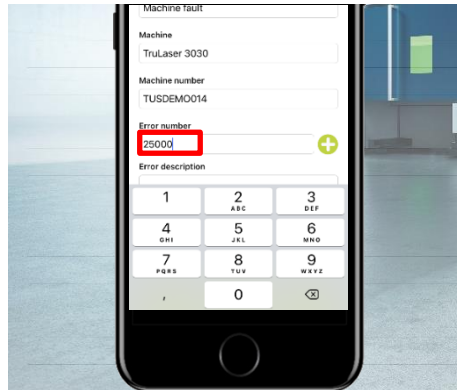 Machine fault
Machine
TruLaser 3030
Machine number
TUSDEMO014
Error number
25000
Error description
1 2 3
ABC DEF
4 5 6
GHI JKL MNO
7 8 9
PQRS TUV WXYZ
, 0